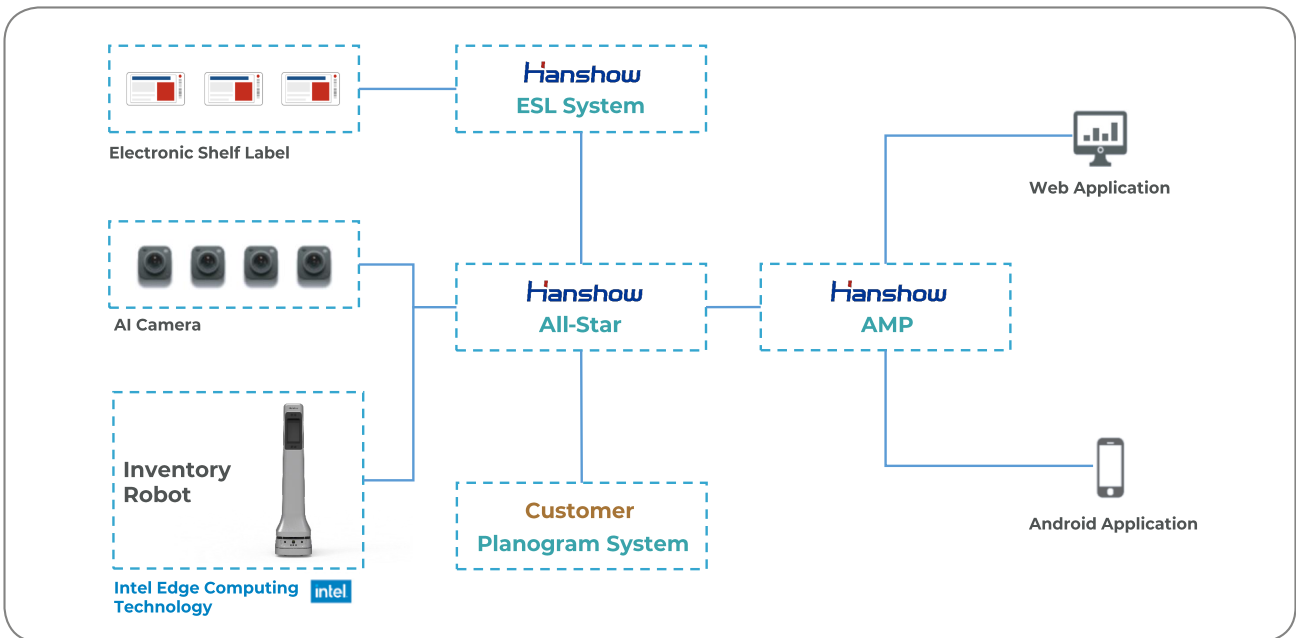 Hanshow
ESL System
Electronic Shelf Label
Web Application
AI Camera
Hanshow
All-Star
Hanshow
AMP
Inventory
Robot
Customer
Planogram System
Android Application
Intel Edge Computing
Technology
intel